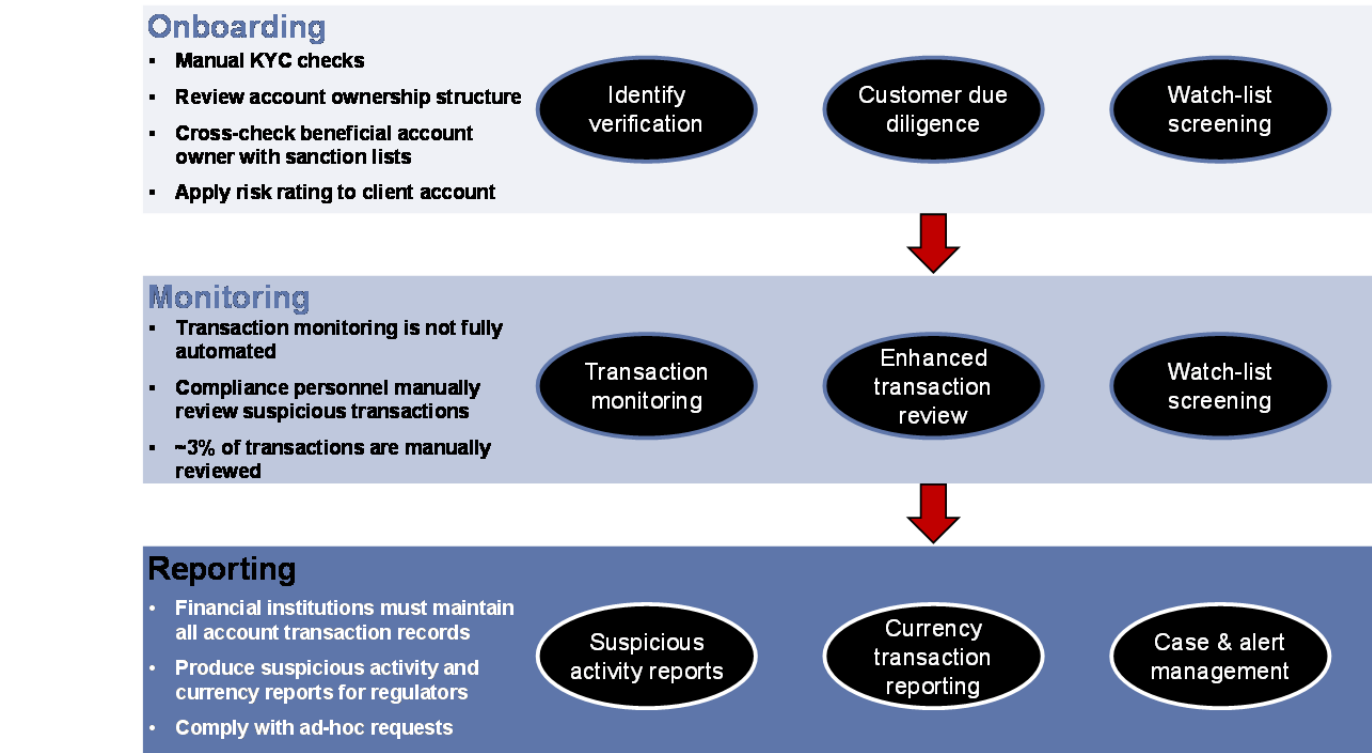 Onboarding
▪ Manual KYC checks
▪ Review account ownership structure
▪ Cross-check beneficial account
owner with sanction lists
▪ Apply risk rating to client account
Identify
verification
Customer due
diligence
Watch-list
screening
Monitoring
▪ Transaction monitoring is not fully
automated
▪ Compliance personnel manually
review suspicious transactions
▪ ~3% of transactions are manually
reviewed
Transaction
monitoring
Enhanced
transaction
review
Watch-list
screening
Reporting
• Financial institutions must maintain
all account transaction records
• Produce suspicious activity and
currency reports for regulators
• Comply with ad-hoc requests
Suspicious
activity reports
Currency
transaction
reporting
Case & alert
management